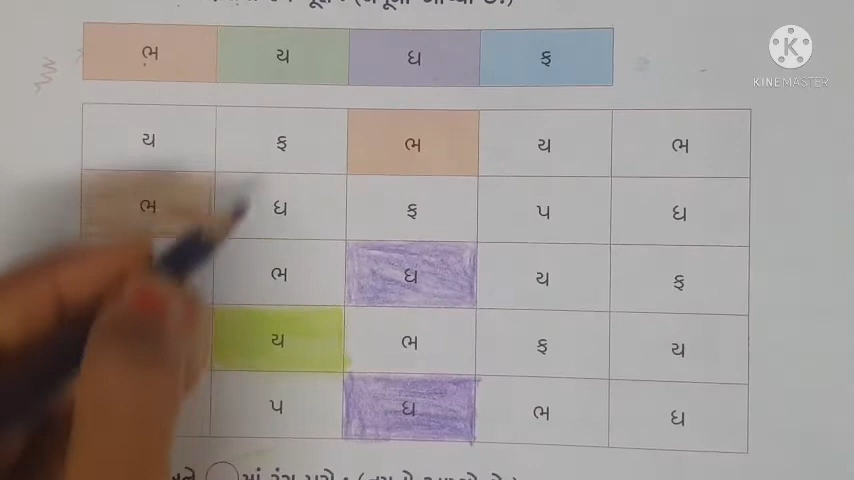 ભ ય ધ ફ
KINEMASTER
ય ફ ભ ય ભ
ભ ધ ફ પ ધ
ભ ધ ય ફ
ય ભ ફ ય
પ ધ ભ ધ